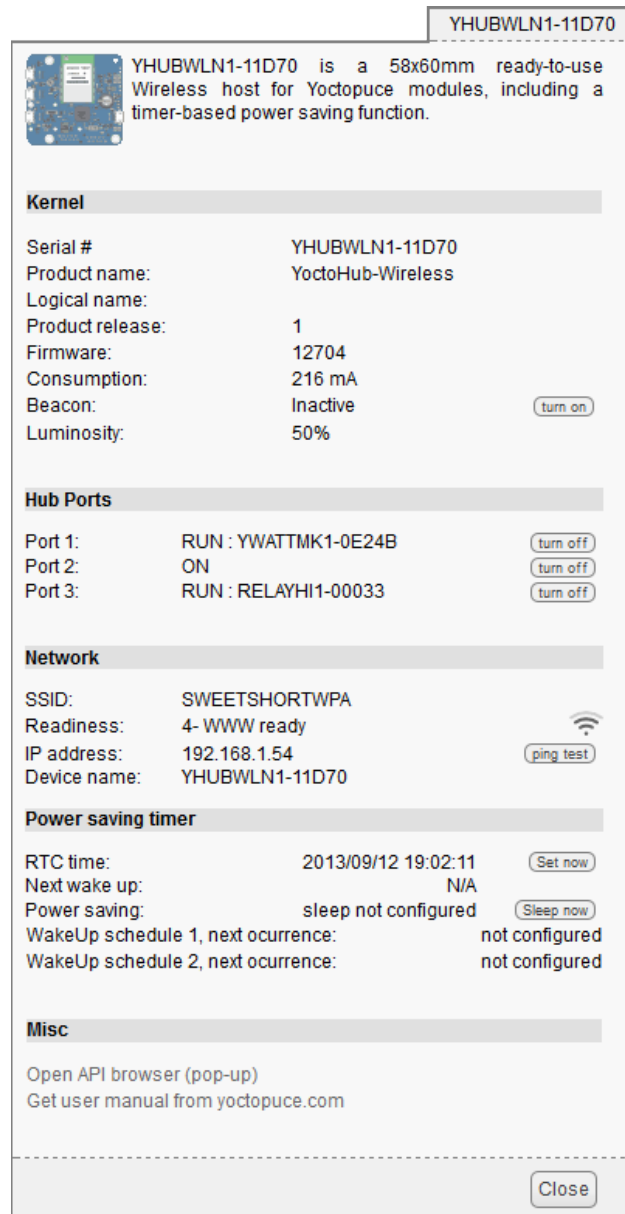 YHUBWLN1-11D70
YHUBWLN1-11D70 is a 58x60mm ready-to-use
Wireless host for Yoctopuce modules, including a
timer-based power saving function.
Kernel
Serial # YHUBWLN1-11D70
Product name: YoctoHub-Wireless
Logical name:
Product release: 1
Firmware: 12704
Consumption: 216 mA
Beacon: Inactive turn on
Luminosity: 50%
Hub Ports
Port 1: RUN : YWATTMK1-0E24B turn off
Port 2: ON turn off
Port 3: RUN : RELAYHI1-00033 turn off
Network
SSID: SWEETSHORTWPA
Readiness: 4- WWW ready
IP address: 192.168.1.54 ping test
Device name: YHUBWLN1-11D70
Power saving timer
RTC time: 2013/09/12 19:02:11 Set now
Next wake up: N/A
Power saving: sleep not configured Sleep now
WakeUp schedule 1, next ocurrence: not configured
WakeUp schedule 2, next ocurrence: not configured
Misc
Open API browser (pop-up)
Get user manual from yoctopuce.com
Close